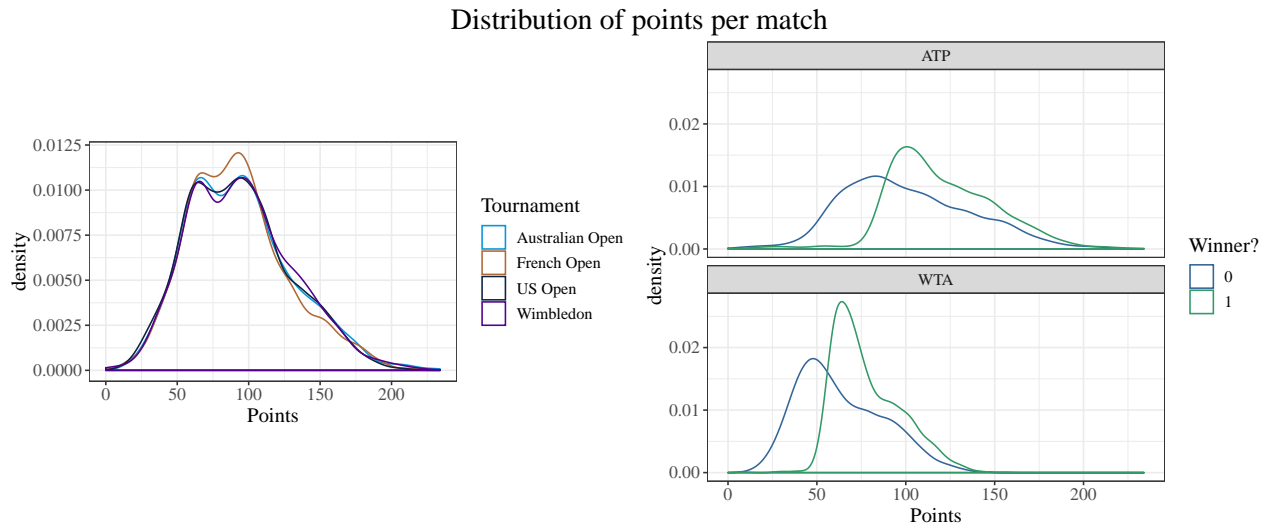 Distribution of points per match
density
0.0125
0.0100
0.0075
0.0050
0.0025
0.0000
0 50 100 150 200
Points
Tournament
Australian Open
French Open
US Open
Wimbledon
density
ATP
0.02
0.01
0.00
WTA
0.02
0.01
0.00
0 50 100 150 200
Points
Winner?
0
1